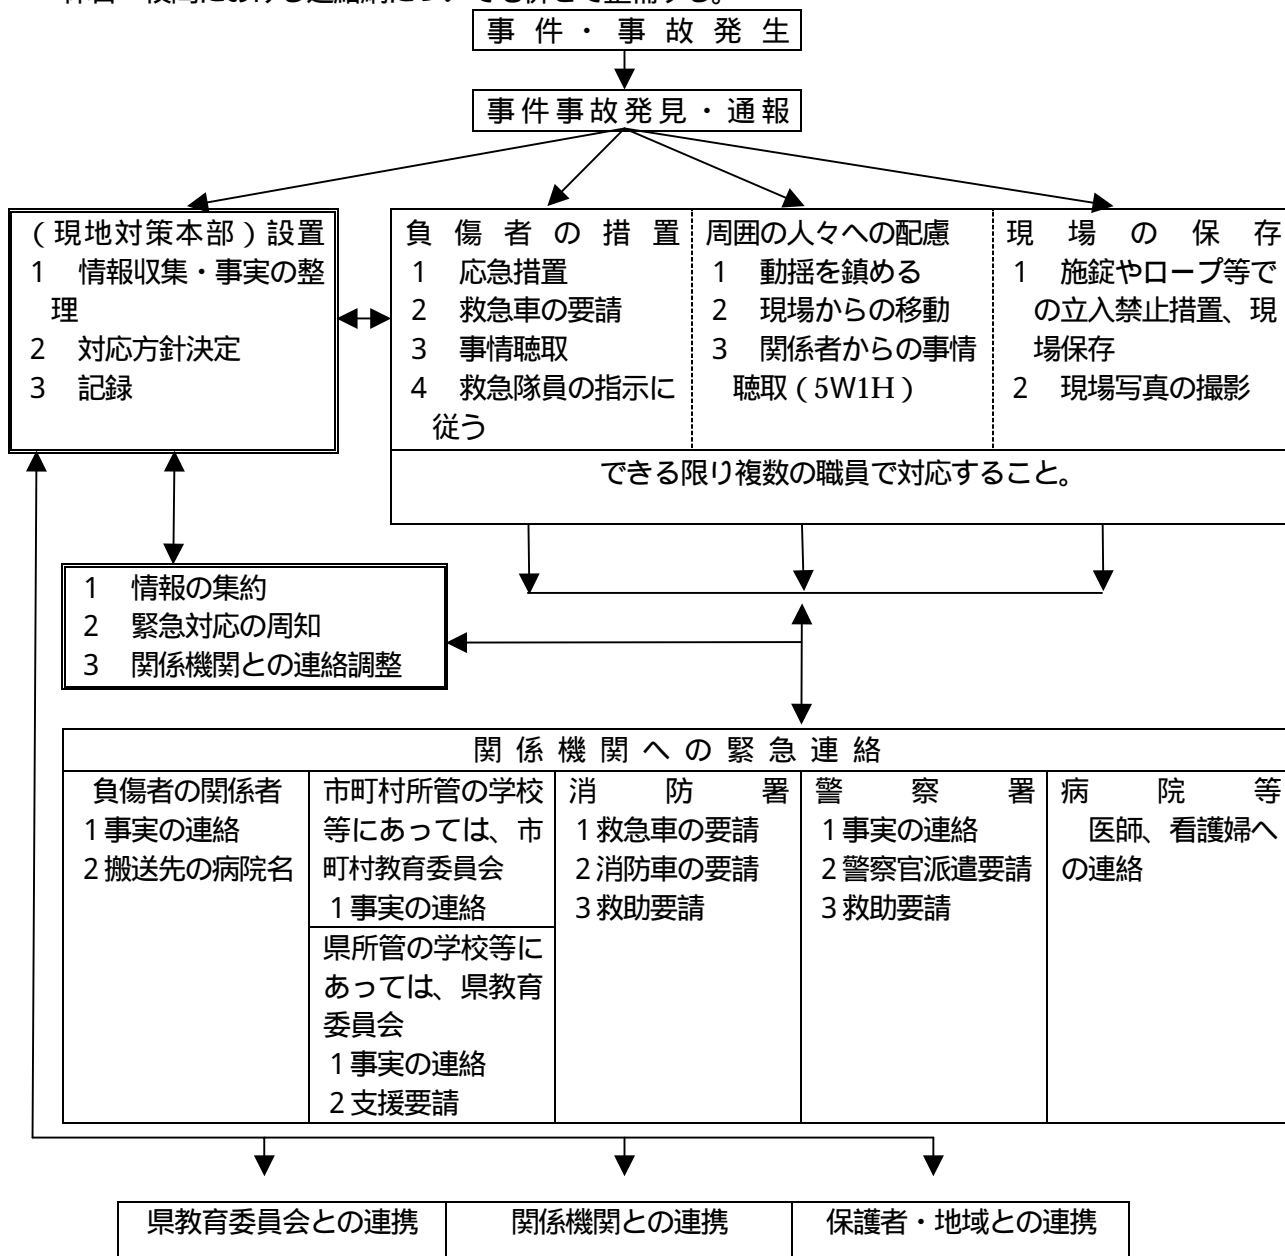 事件・事故発生
事件事故発見・通報
(現地対策本部)設置
1 情報収集・事実の整
理
2 対応方針決定
3 記録
負傷者の措置
1 応急措置
2 救急車の要請
3 事情聴取
4 救急隊員の指示に
従う
周囲の人々への配慮
1 動揺を鎮める
2 現場からの移動
3 関係者からの事情
聴取(5W1H)
現場の保存
1 施錠やロープ等で
の立入禁止措置、現
場保存
2 現場写真の撮影
できる限り複数の職員で対応すること。
1 情報の集約
2 緊急対応の周知
3 関係機関との連絡調整
関係機関への緊急連絡
負傷者の関係者
1事実の連絡
2搬送先の病院名
市町村所管の学校
等にあっては、市
町村教育委員会
1事実の連絡
県所管の学校等に
あっては、県教育
委員会
1事実の連絡
2支援要請
消防署
1救急車の要請
2消防車の要請
3救助要請
警察署
1事実の連絡
2警察官派遣要請
3救助要請
病院等
医師、看護婦へ
の連絡
県教育委員会との連携
関係機関との連携
保護者・地域との連携